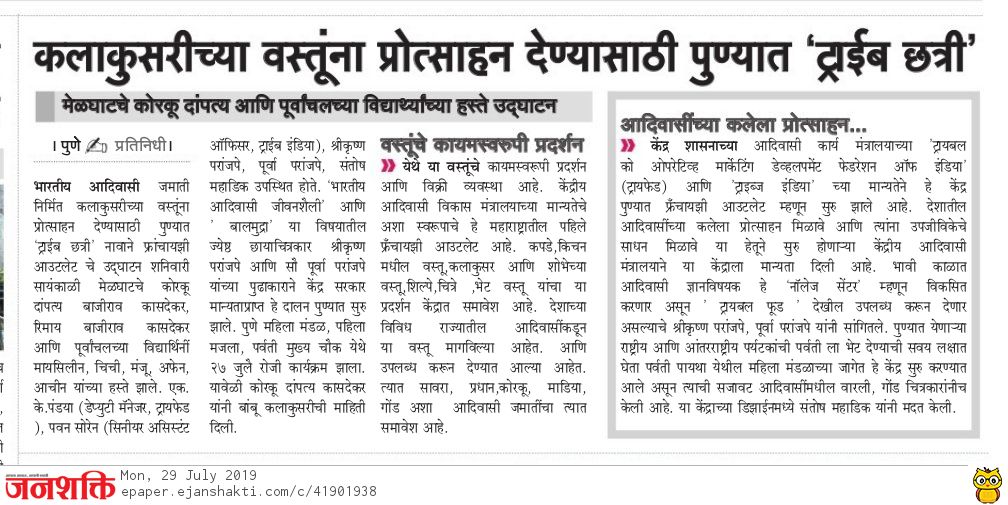 कलाकुसरीच्या वस्तूंना प्रोत्साहन देण्यासाठी पुण्यात ‘ट्राईब छत्री’
मेळघाटचे कोरकू दांपत्य आणि पूर्वांचलच्या विद्यार्थ्यांच्या हस्ते उद्‌घाटन
। पुणे प्रतिनिधी।
भारतीय आदिवासी जमाती
निर्मित कलाकुसरीच्या वस्तूंना
प्रोत्साहन देण्यासाठी पुण्यात
‘ट्राईब छत्री’ नावाने फ्रांचायझी
आउटलेट चे उद्घाटन शनिवारी
सायंकाळी मेळघाटचे कोरकू
दांपत्य बाजीराव कासदेकर,
रिमाय बाजीराव कासदेकर
आणि पूर्वांचलच्या विद्यार्थिनीं
मायसिलीन, चिची, मंजू, अफेन,
आचीन यांच्या हस्ते झाले. एक.
के.पंडया (डेप्युटी मॅनेजर, ट्रायफेड
), पवन सोरेन (सिनीयर असिस्टंट
ऑफिसर, ट्राईब इंडिया), श्रीकृष्ण
परांजपे, पूर्वा परांजपे, संतोष
महाडिक उपस्थित होते. 'भारतीय
आदिवासी जीवनशैली' आणि
' बालमुद्रा' या विषयातील
ज्येष्ठ छायाचित्रकार श्रीकृष्ण
परांजपे आणि सौ पूर्वा परांजपे
यांच्या पुढाकाराने केंद्र सरकार
मान्यताप्राप्त हे दालन पुण्यात सुरु
झाले. पुणे महिला मंडळ, पहिला
मजला, पर्वती मुख्य चौक येथे
२७ जुलै रोजी कार्यक्रम झाला.
यावेळी कोरकू दांपत्य कासदेकर
यांनी बांबू कलाकुसरीची माहिती
दिली.
वस्तूंचे कायमस्वरुपी प्रदर्शन
येथे या वस्तूंचे कायमस्वरुपी प्रदर्शन
आणि विक्री व्यवस्था आहे. केंद्रीय
आदिवासी विकास मंत्रालयाच्या मान्यतेचे
अशा स्वरूपाचे हे महाराष्ट्रातील पहिले
फ्रँचायझी आउटलेट आहे. कपडे,किचन
मधील वस्तू,कलाकुसर आणि शोभेच्या
वस्तू,शिल्पे,चित्रे ,भेट वस्तू यांचा या
प्रदर्शन केंद्रात समावेश आहे. देशाच्या
विविध राज्यातील आदिवासींकडून
या वस्तू मागविल्या आहेत. आणि
उपलब्ध करून देण्यात आल्या आहेत.
त्यात सावरा, प्रधान,कोरकू, माडिया,
गोंड अशा आदिवासी जमातींचा त्यात
समावेश आहे.
आदिवासींच्या कलेला प्रोत्साहन...
केंद्र शासनाच्या आदिवासी कार्य मंत्रालयाच्या 'ट्रायबल
को ओपरेटिव्ह मार्केटिंग डेव्हलपमेंट फेडरेशन ऑफ इंडिया'
(ट्रायफेड) आणि 'ट्राइब्ज इंडिया' च्या मान्यतेने हे केंद्र
पुण्यात फ्रँचायझी आउटलेट म्हणून सुरु झाले आहे. देशातील
आदिवासींच्या कलेला प्रोत्साहन मिळावे आणि त्यांना उपजीविकेचे
साधन मिळावे या हेतूने सुरु होणाऱ्या केंद्रीय आदिवासी
मंत्रालयाने या केंद्राला मान्यता दिली आहे. भावी काळात
आदिवासी ज्ञानविषयक हे 'नॉलेज सेंटर' म्हणून विकसित
करणार असून ' ट्रायबल फूड ' देखील उपलब्ध करून देणार
असल्याचे श्रीकृष्ण परांजपे, पूर्वा परांजपे यांनी सांगितले. पुण्यात येणाऱ्या
राष्ट्रीय आणि आंतरराष्ट्रीय पर्यटकांची पर्वती ला भेट देण्याची सवय लक्षात
घेता पर्वती पायथा येथील महिला मंडळाच्या जागेत हे केंद्र सुरु करण्यात
आले असून त्याची सजावट आदिवासींमधील वारली, गोंड चित्रकारांनीच
केली आहे. या केंद्राच्या डिझाईनमध्ये संतोष महाडिक यांनी मदत केली.
जनशक्ति
Mon, 29 July 2019
epaper.ejanshakti.com/c/41901938